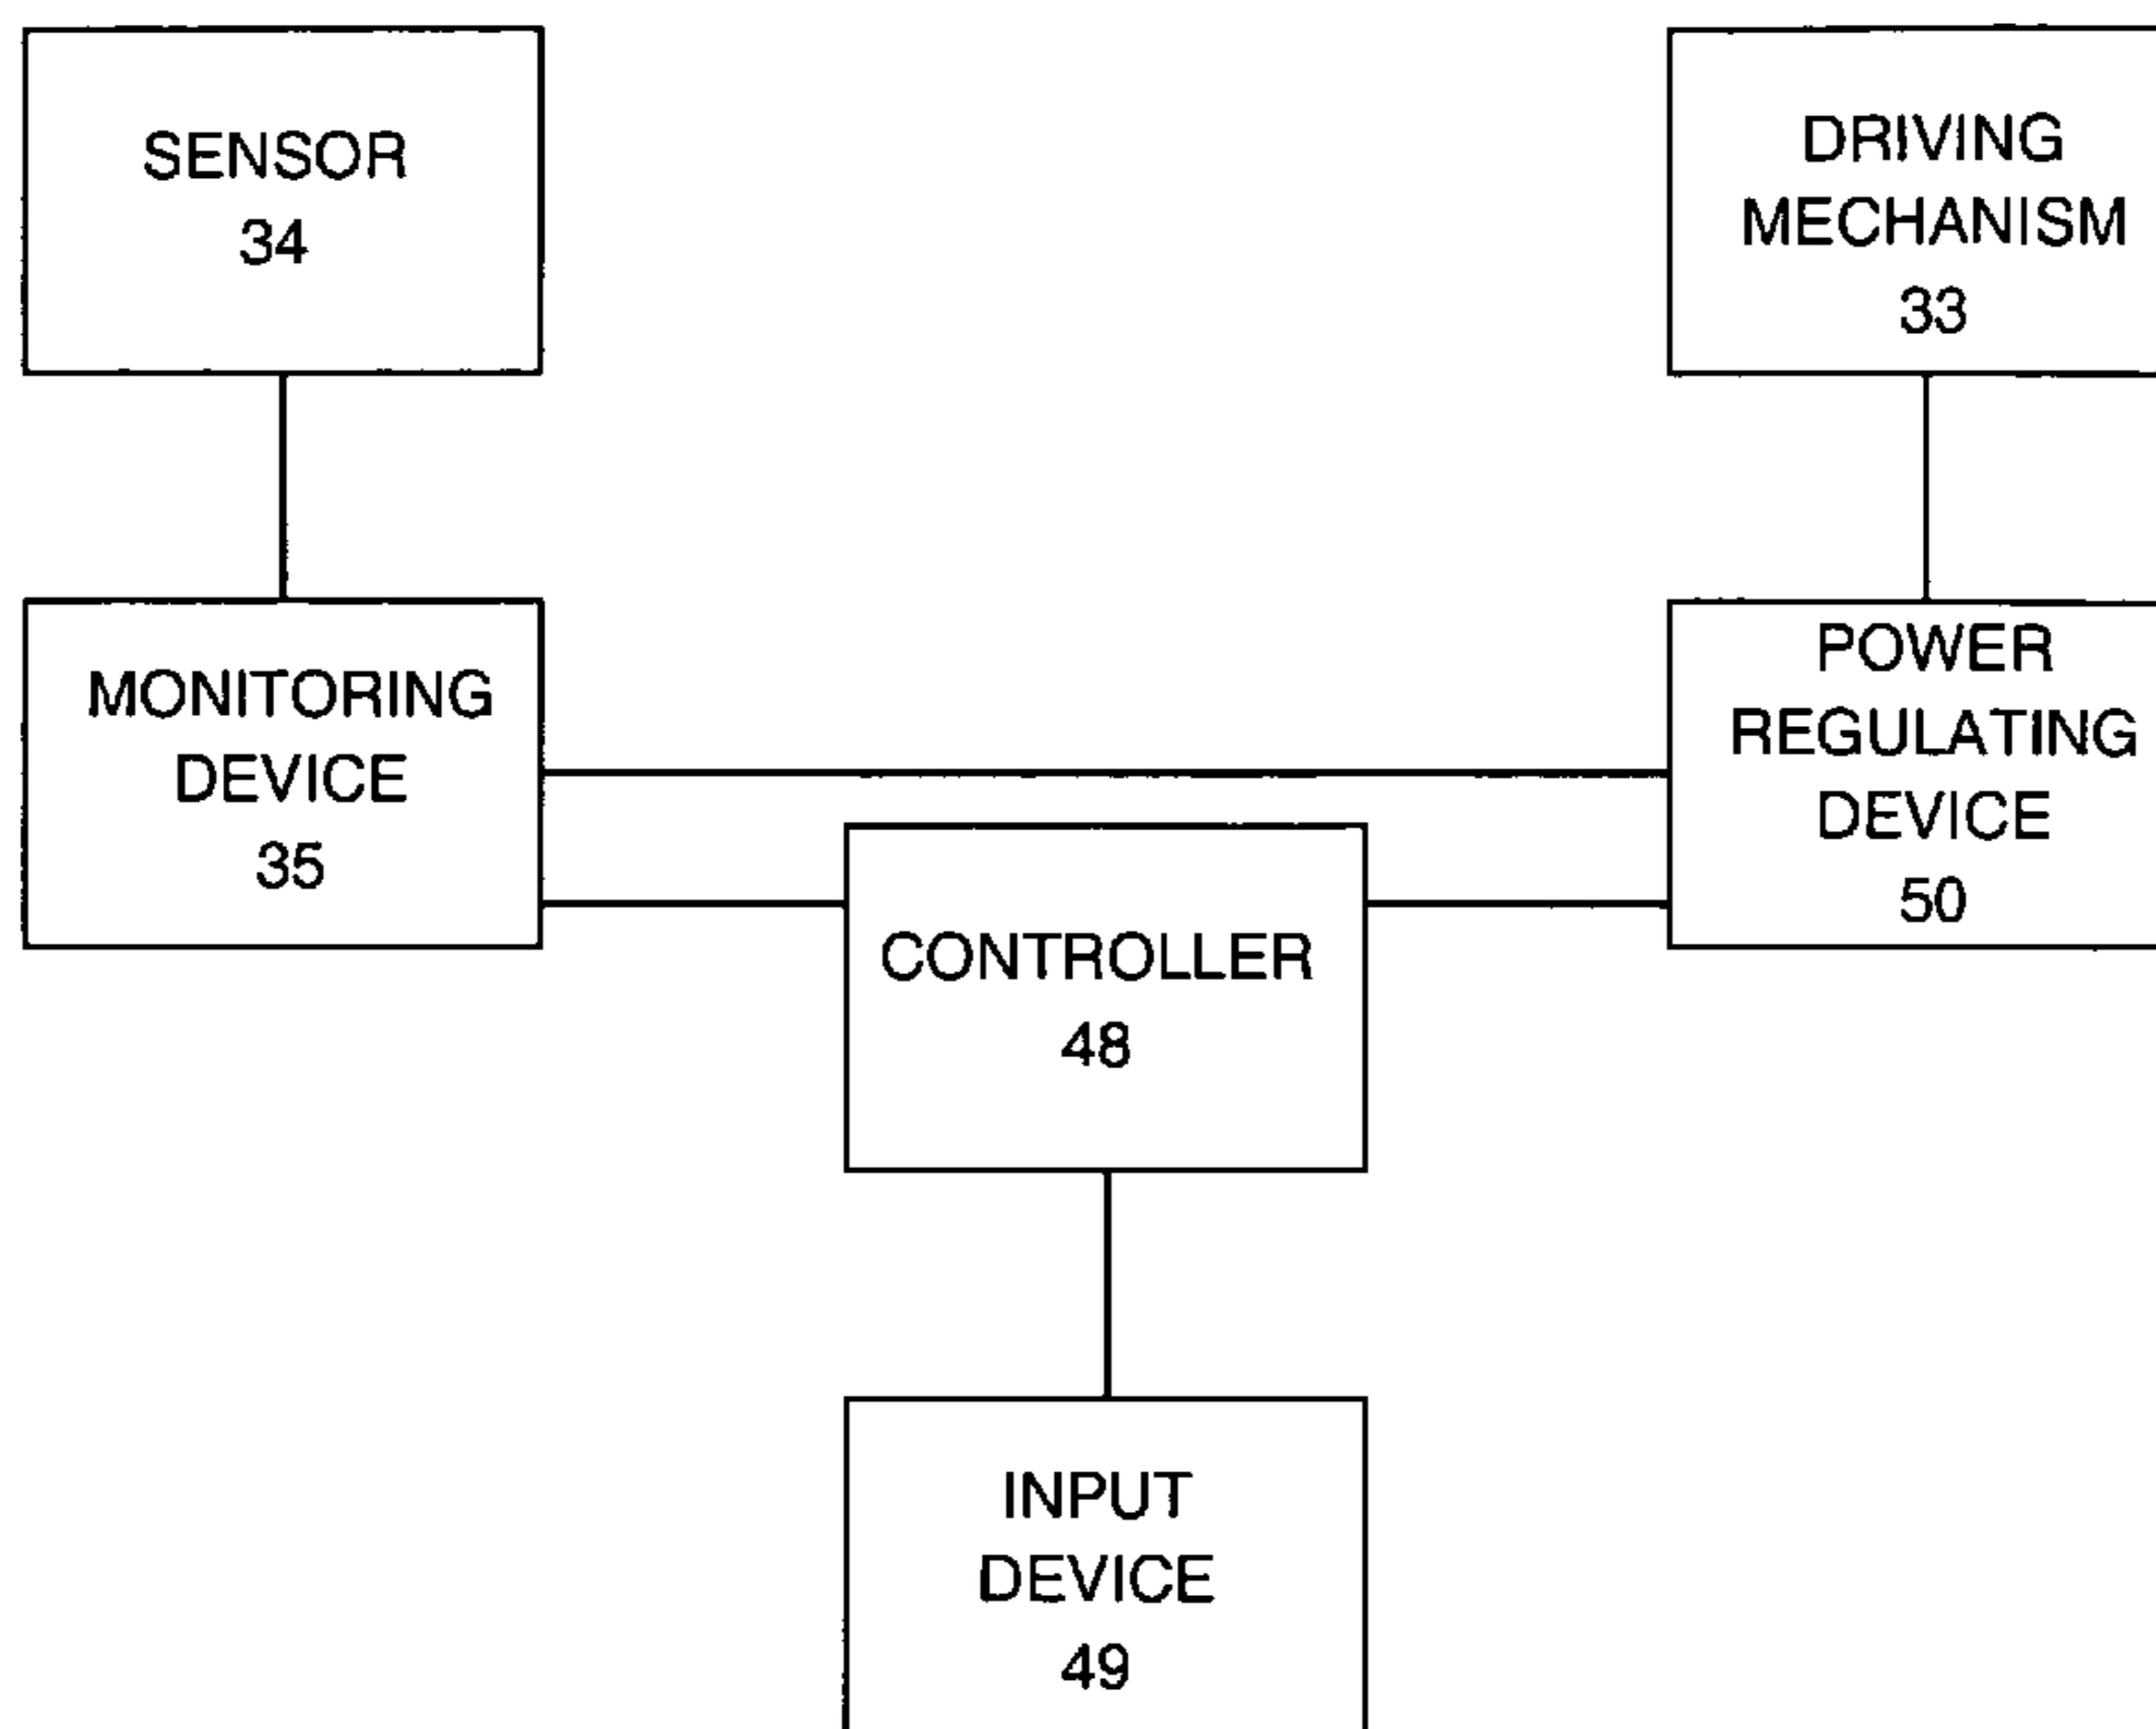 SENSOR
34
DRIVING
MECHANISM
33
MONITORING
DEVICE
35
POWER
REGULATING
DEVICE
50
CONTROLLER
48
INPUT
DEVICE
49